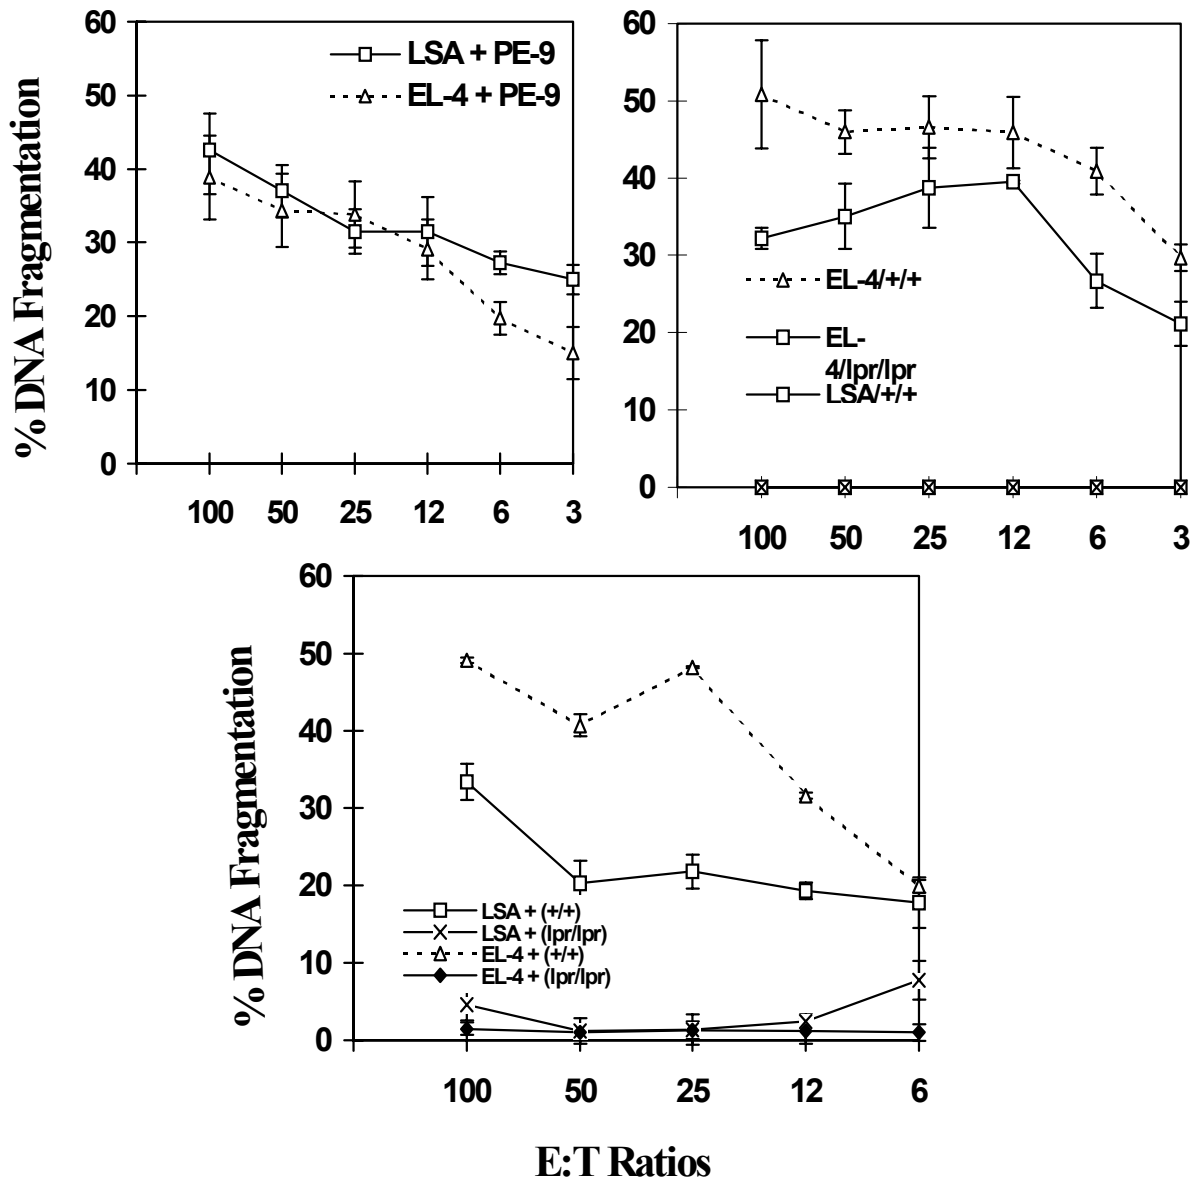 60
50
40
30
20
10
0
% DNA Fragmentation
LSA + PE-9
EL-4 + PE-9
100 50 25 12 6 3
60
50
40
30
20
10
0
EL-4/+/+
EL-
4/lpr/lpr
LSA/+/+
100 50 25 12 6 3
60
50
40
30
20
10
0
% DNA Fragmentation
LSA + (+/+)
LSA + (lpr/lpr)
EL-4 + (+/+)
EL-4 + (lpr/lpr)
100 50 25 12 6
E:T Ratios